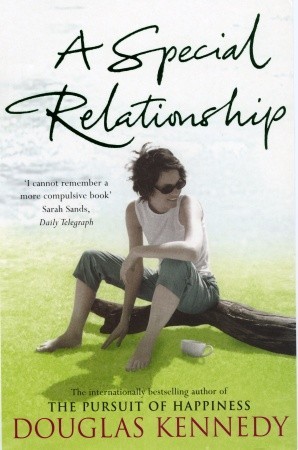 A Special
Relationship
'I cannot remember a
more compulsive book'
Sarah Sands,
Daily Telegraph
The internationally bestselling author of
THE PURSUIT OF HAPPINESS
DOUGLAS KENNEDY